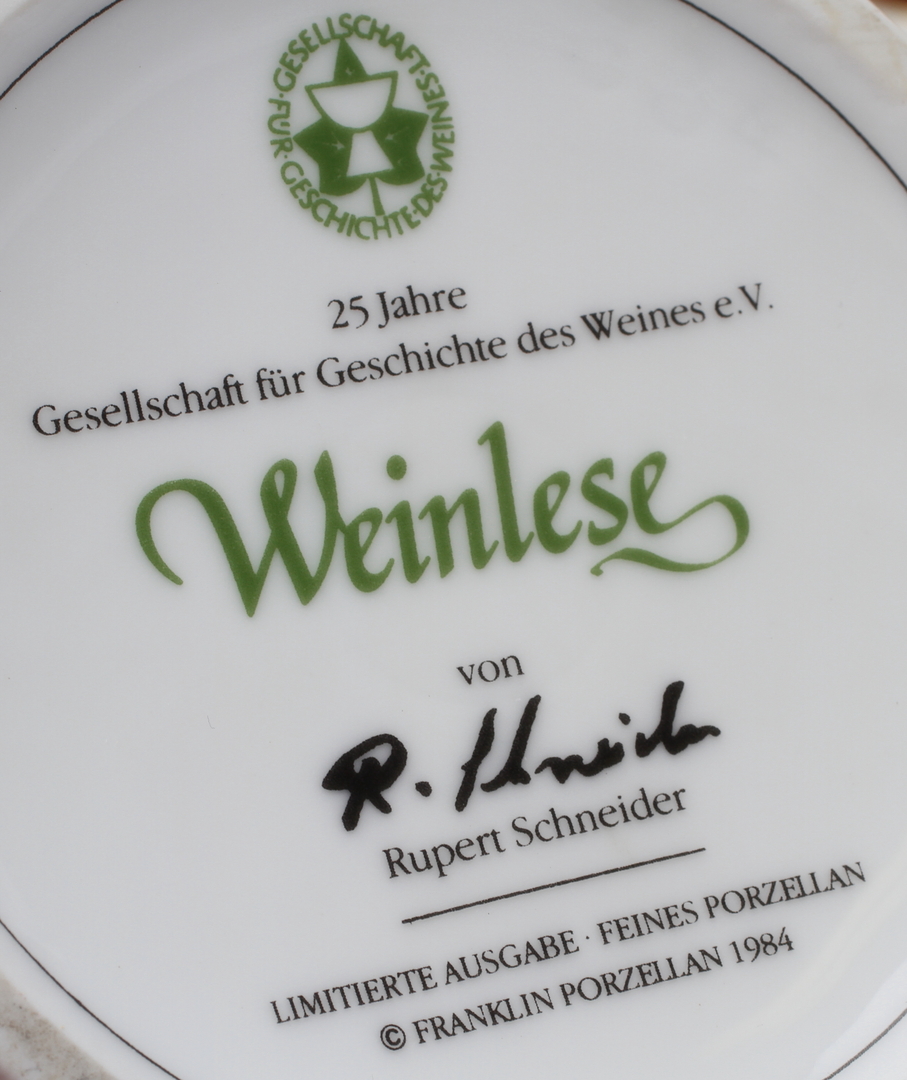 GESELLSCHAFT·FÜR·GESCHICHTE·DES·WEINES·
25 Jahre
Gesellschaft für Geschichte des Weines e.V.
Weinlese
von
R. Schneider
Rupert Schneider
LIMITIERTE AUSGABE · FEINES PORZELLAN
© FRANKLIN PORZELLAN 1984